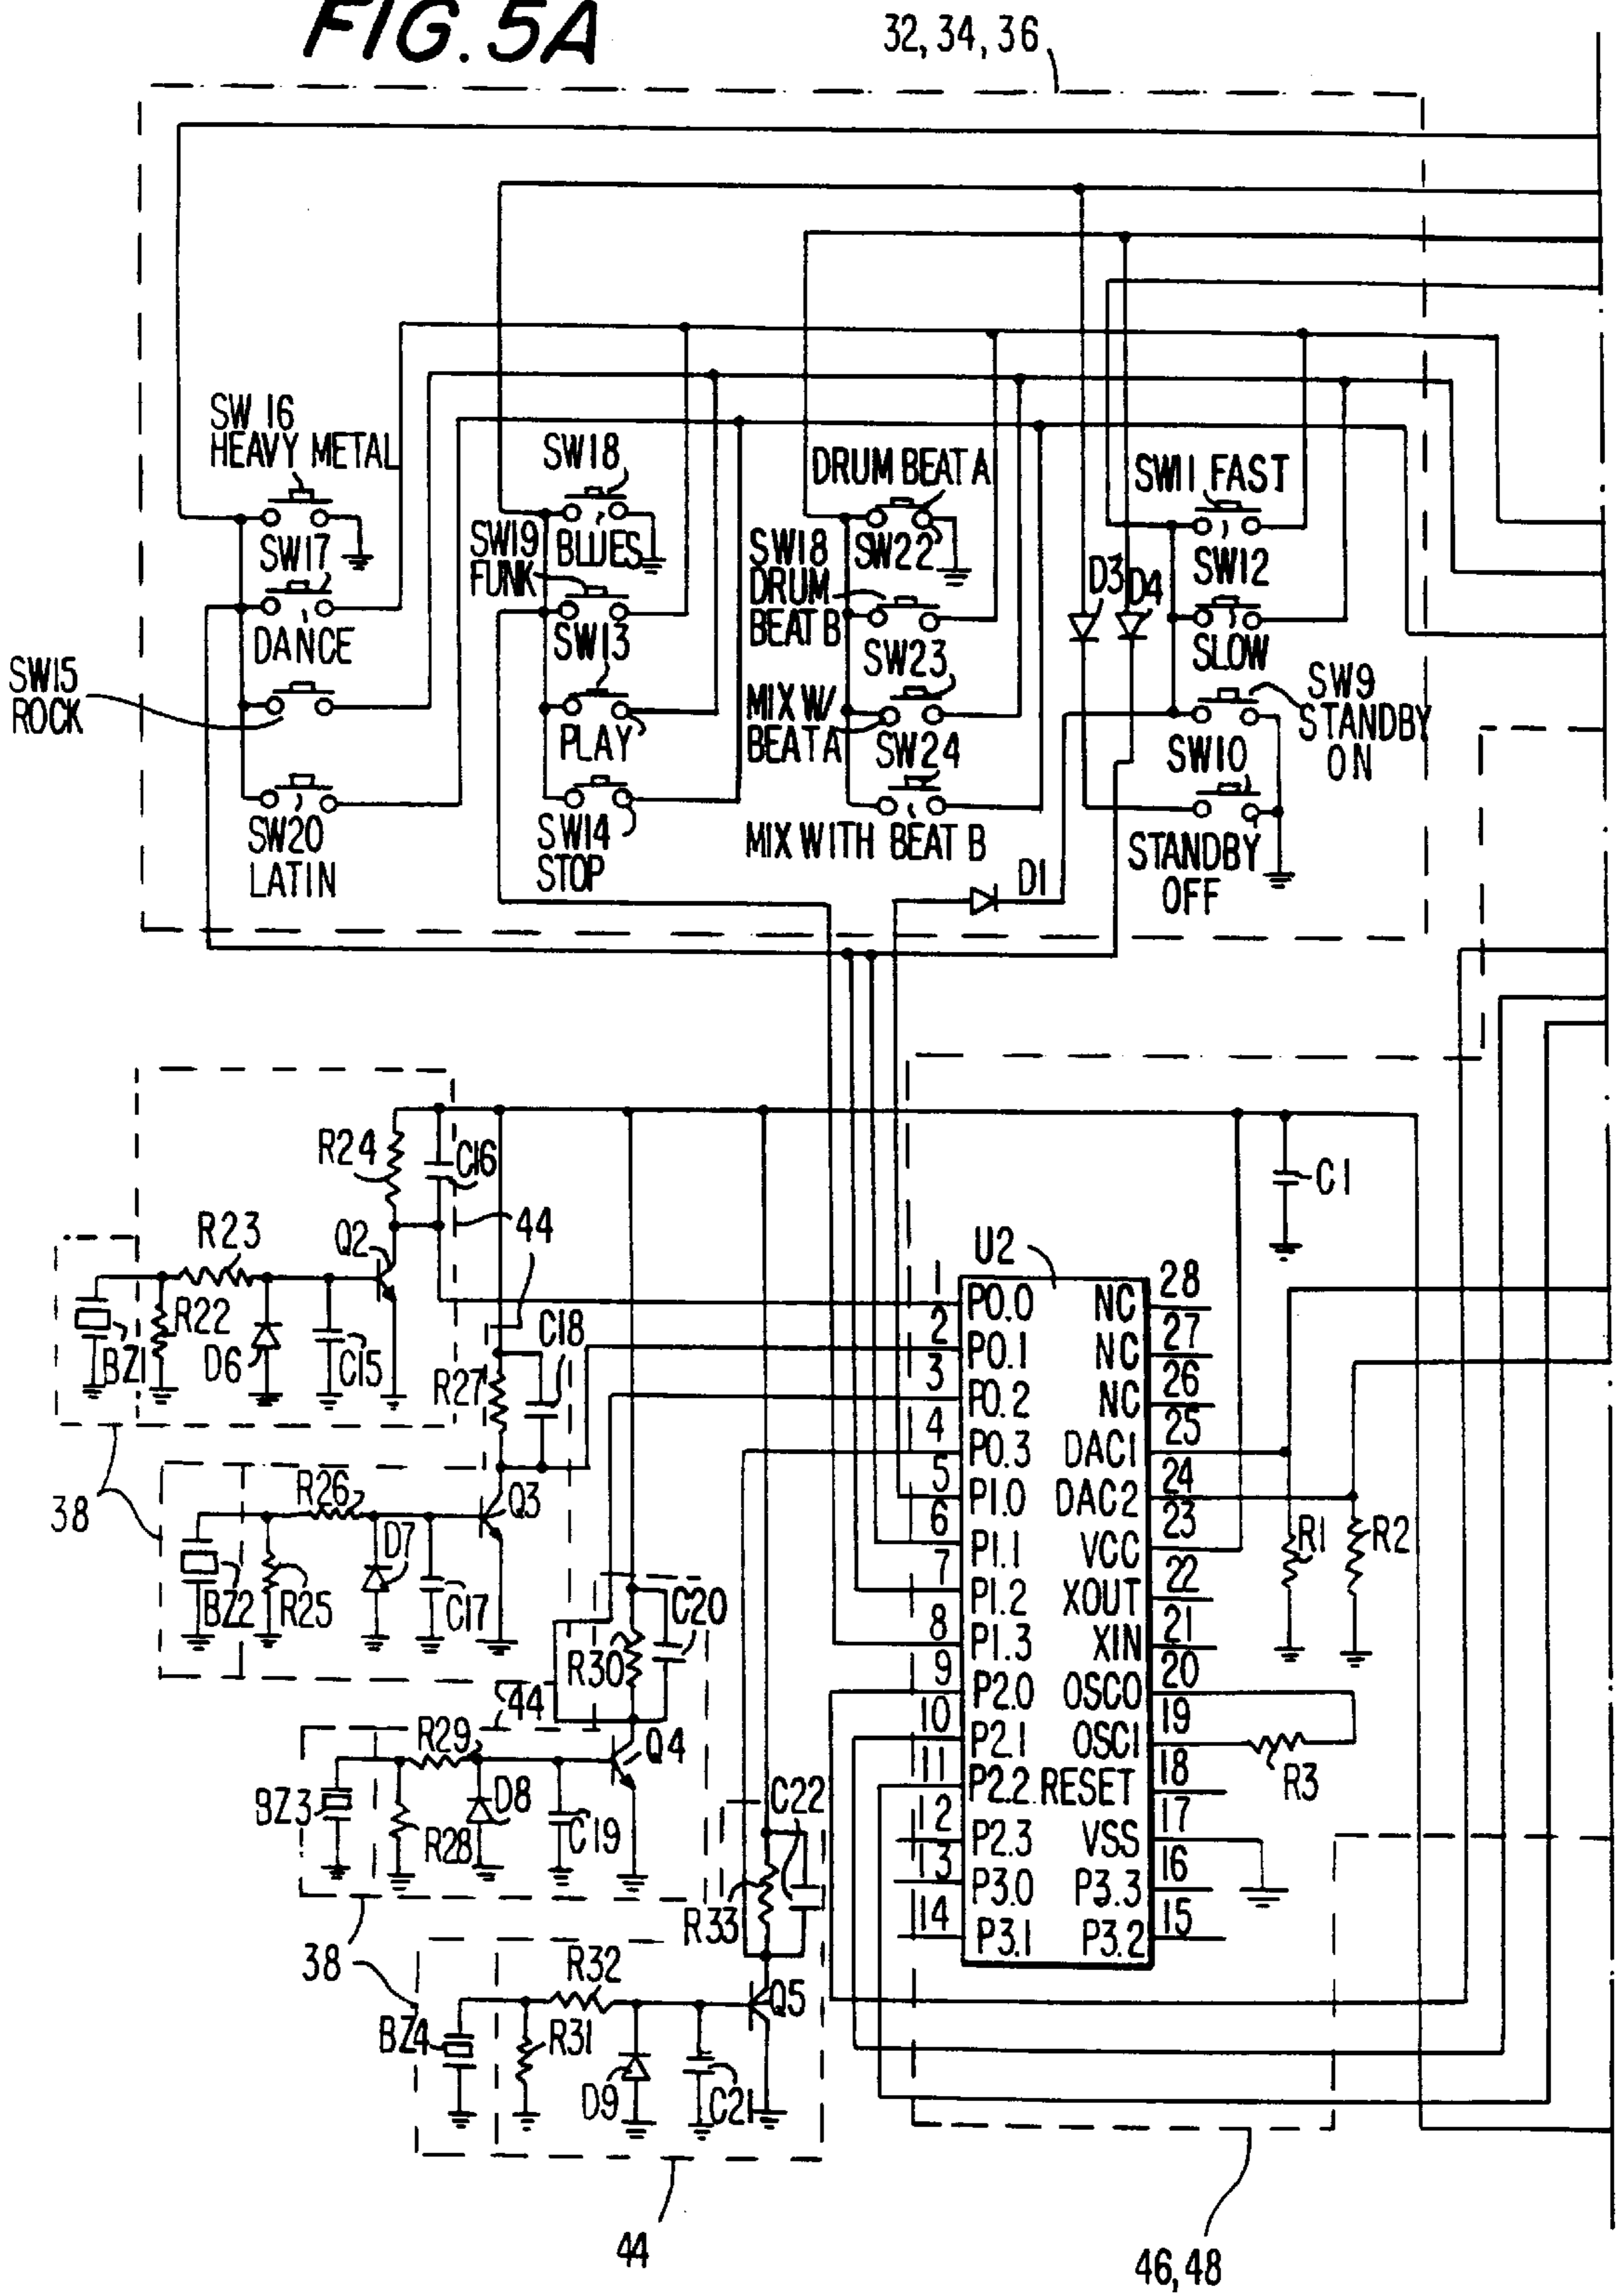 FIG. 5A
32, 34, 36
SW 16
HEAVY METAL
SW17
DANCE
SW15
ROCK
SW20
LATIN
SW18
BLUES
SW19
FUNK
SW13
PLAY
SW14
STOP
DRUM BEAT A
SW22
SW18
DRUM
BEAT B
SW23
MIX W/
BEAT A
SW24
MIX WITH BEAT B
D3
D4
D1
SW11 FAST
SW12
SLOW
SW9
STANDBY
ON
SW10
STANDBY
OFF
R24
C16
44
R23
Q2
BZ1
R22
D6
C15
38
44
C18
R27
R26
Q3
BZ2
R25
D7
C17
C20
R30
44
R29
Q4
BZ3
R28
D8
C19
C22
R33
38
R32
Q5
BZ4
R31
D9
C21
44
C1
U2
1 P0.0 NC 28
2 P0.1 NC 27
3 P0.2 NC 26
4 P0.3 DAC1 25
5 P1.0 DAC2 24
6 P1.1 VCC 23
7 P1.2 XOUT 22
8 P1.3 XIN 21
9 P2.0 OSCO 20
10 P2.1 OSCI 19
11 P2.2 RESET 18
12 P2.3 VSS 17
13 P3.0 P3.3 16
14 P3.1 P3.2 15
R1
R2
R3
46, 48